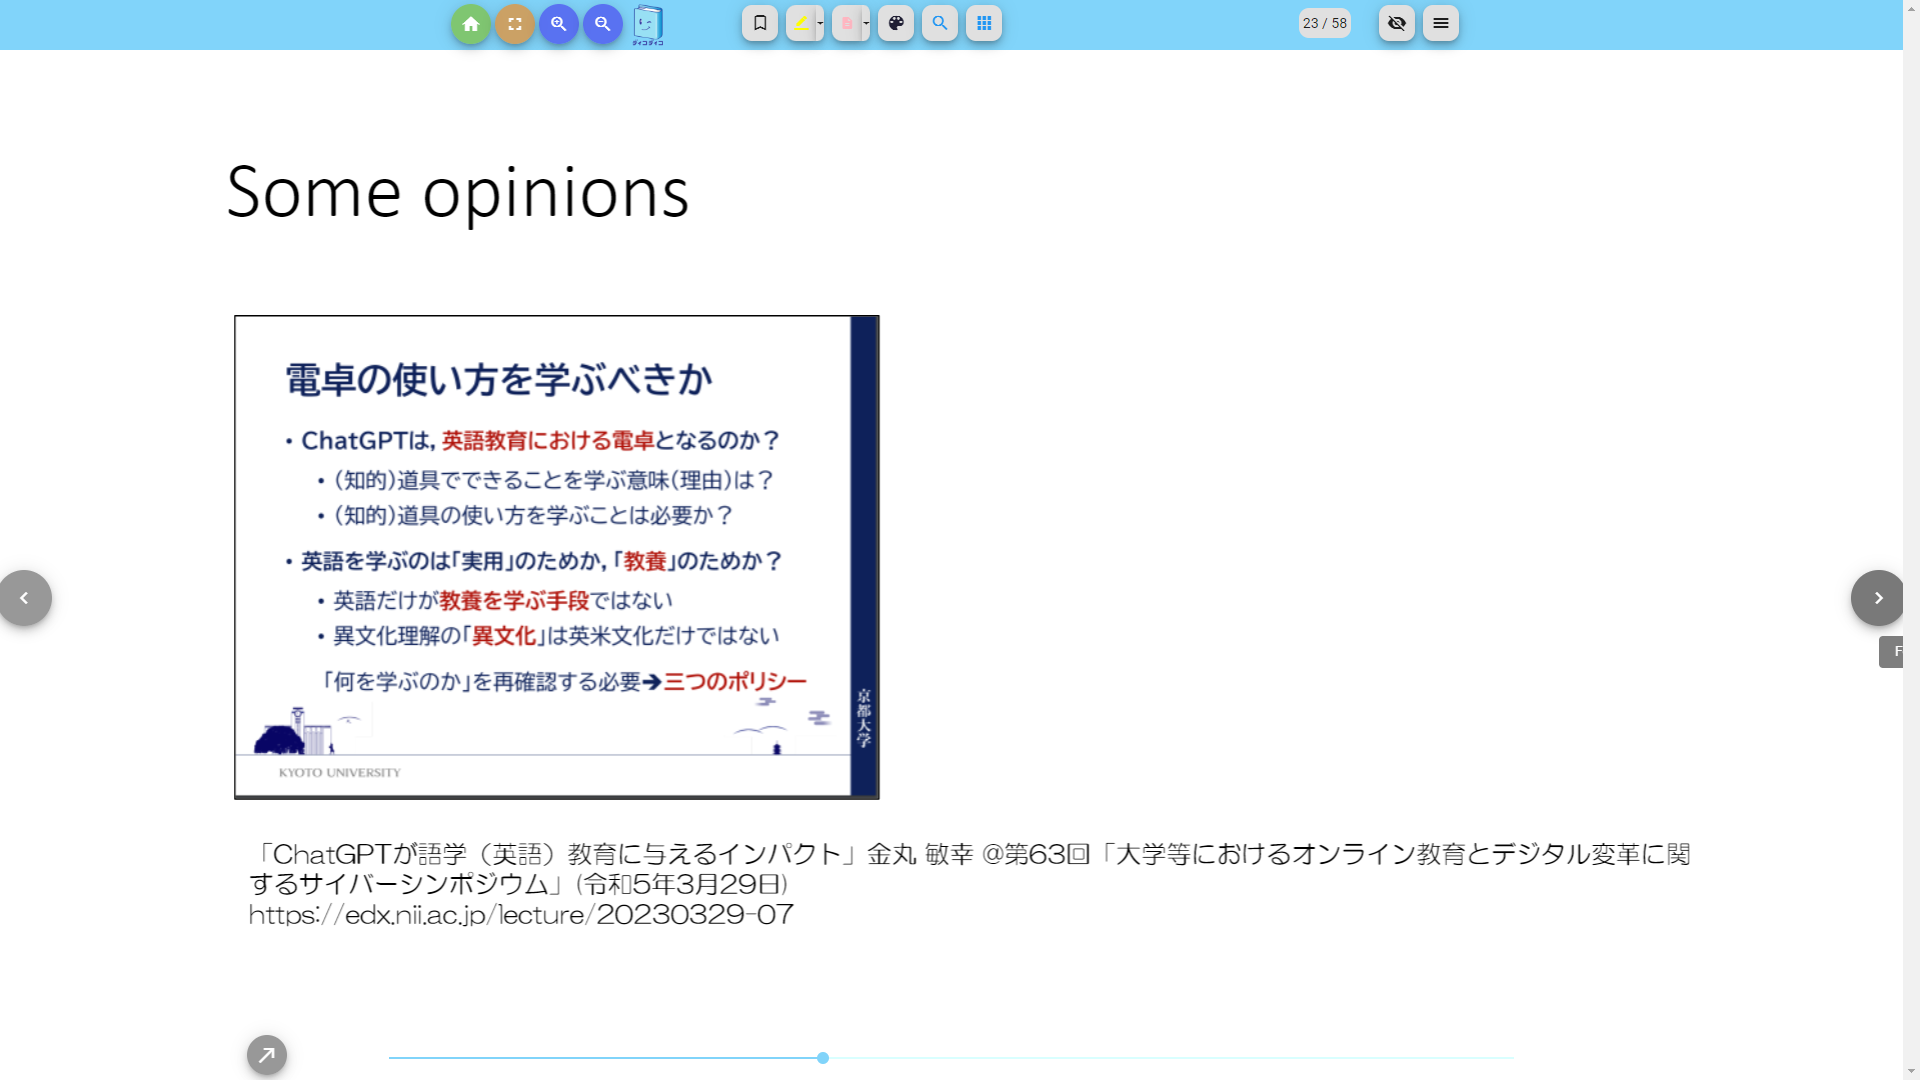 23 / 58
Some opinions
電卓の使い方を学ぶべきか
• ChatGPTは, 英語教育における電卓となるのか？
• (知的)道具でできることを学ぶ意味(理由)は？
• (知的)道具の使い方を学ぶことは必要か？
• 英語を学ぶのは「実用」のためか, 「教養」のためか？
• 英語だけが教養を学ぶ手段ではない
• 異文化理解の「異文化」は英米文化だけではない
「何を学ぶのか」を再確認する必要➔三つのポリシー
京都大学
KYOTO UNIVERSITY
「ChatGPTが語学（英語）教育に与えるインパクト」金丸 敏幸 @第63回「大学等におけるオンライン教育とデジタル変革に関
するサイバーシンポジウム」(令和5年3月29日)
https://edx.nii.ac.jp/lecture/20230329-07